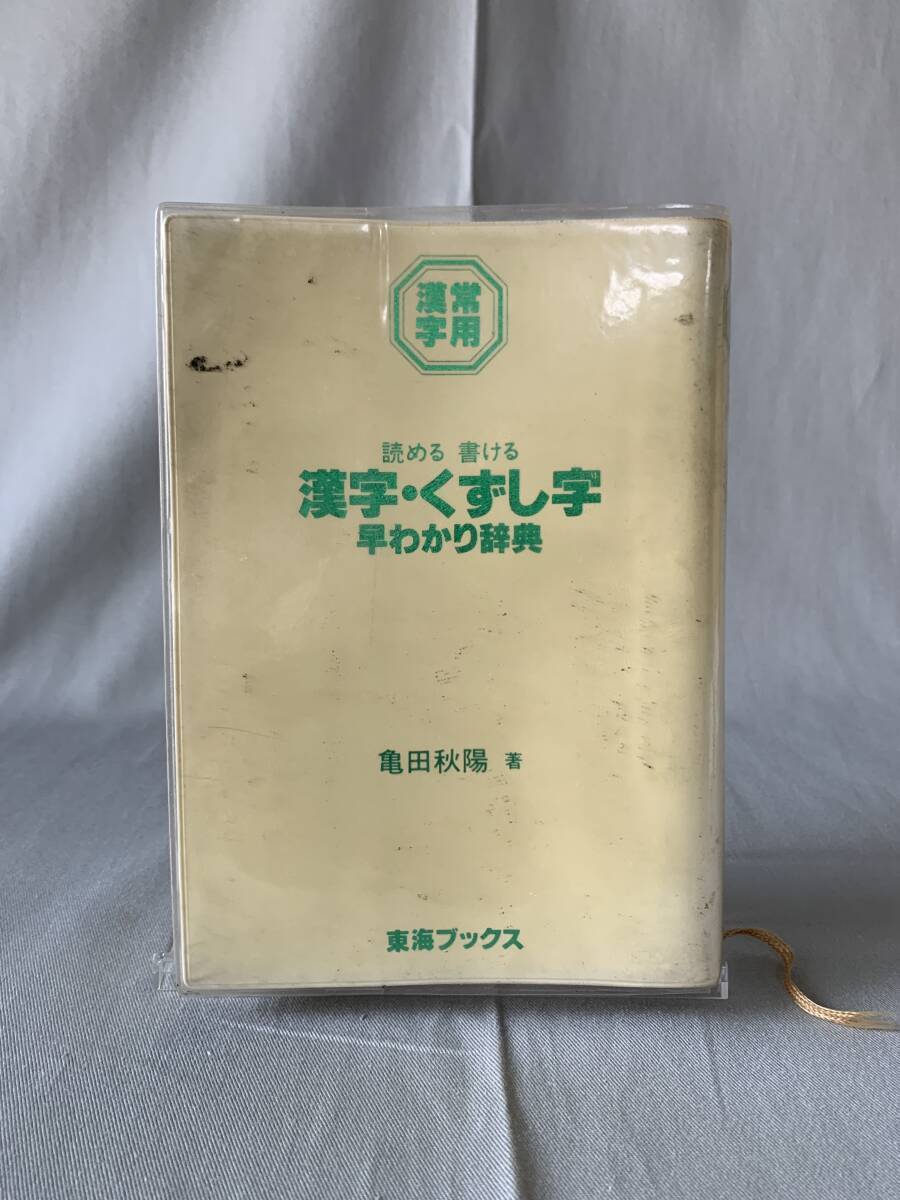 常用
漢字
読める 書ける
漢字・くずし字
早わかり辞典
亀田秋陽 著
東海ブックス